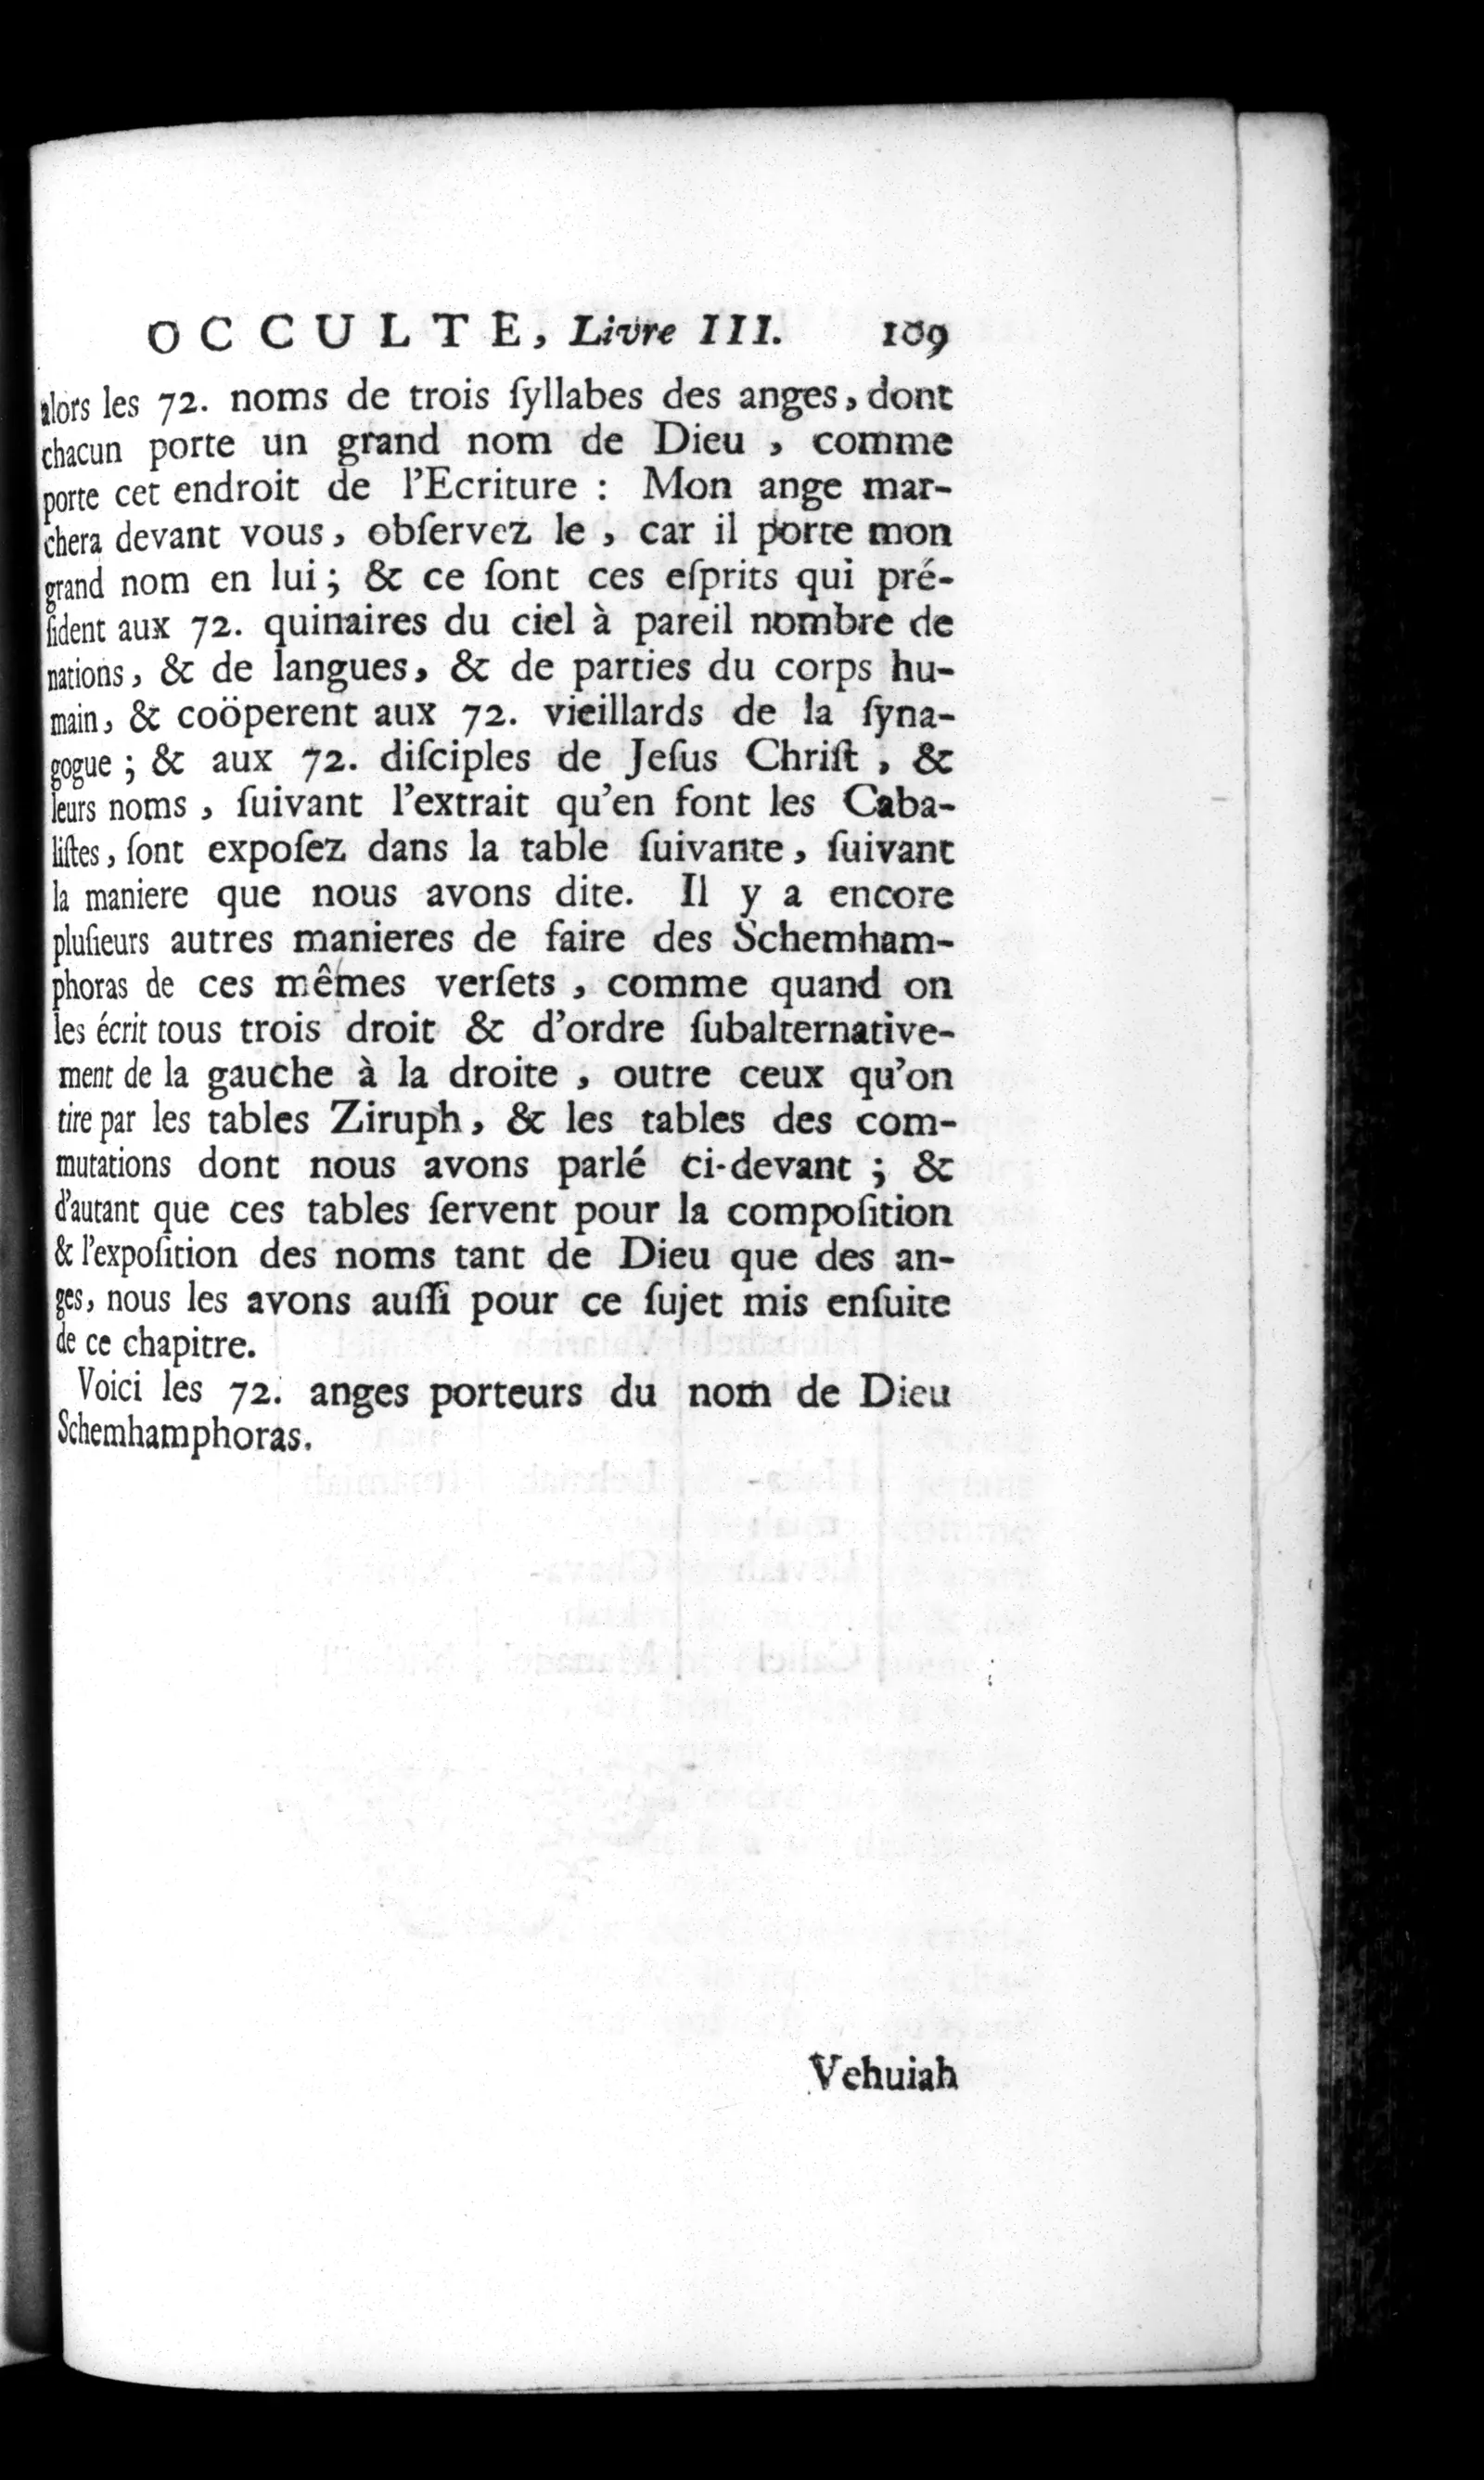 OCCULTE, Livre III. 109
alors les 72. noms de trois ſyllabes des anges, dont
chacun porte un grand nom de Dieu, comme
porte cet endroit de l'Ecriture : Mon ange mar-
chera devant vous, obſervez le, car il porte mon
grand nom en lui; & ce ſont ces eſprits qui pré-
ſident aux 72. quinaires du ciel à pareil nombre de
nations, & de langues, & de parties du corps hu-
main, & coöperent aux 72. vieillards de la ſyna-
gogue; & aux 72. diſciples de Jeſus Chriſt, &
leurs noms, ſuivant l'extrait qu'en font les Caba-
liſtes, ſont expoſez dans la table ſuivante, ſuivant
la maniere que nous avons dite. Il y a encore
pluſieurs autres manieres de faire des Schemham-
phoras de ces mêmes verſets, comme quand on
les écrit tous trois droit & d'ordre ſubalternative-
ment de la gauche à la droite, outre ceux qu'on
tire par les tables Ziruph, & les tables des com-
mutations dont nous avons parlé ci-devant; &
d'autant que ces tables ſervent pour la compoſition
& l'expoſition des noms tant de Dieu que des an-
ges, nous les avons auſſi pour ce ſujet mis enſuite
de ce chapitre.
Voici les 72. anges porteurs du nom de Dieu
Schemhamphoras.
Vehuiah